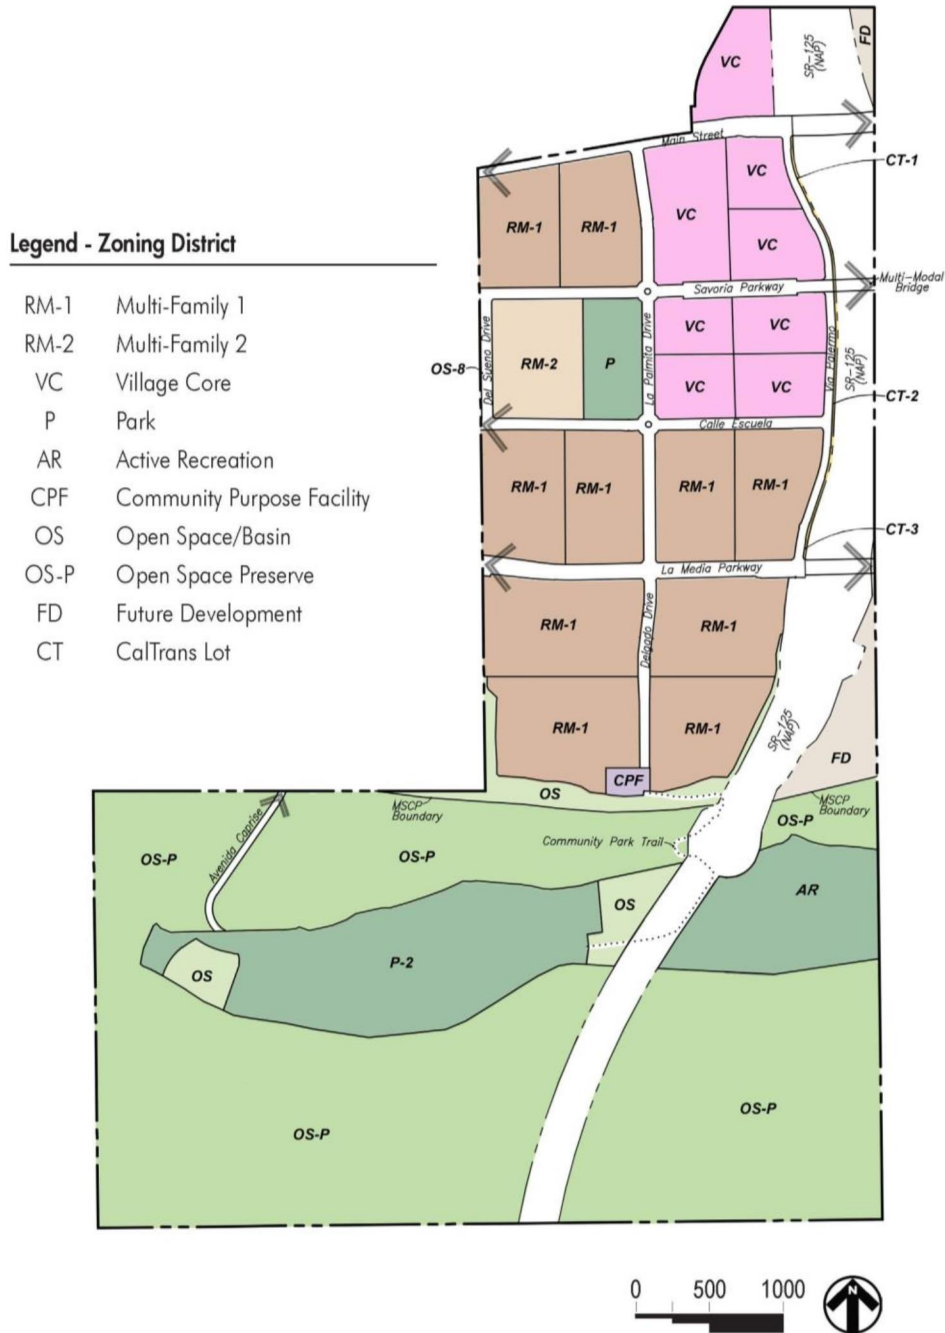 VC
SR-125
(NAP)
FD
Main Street
CT-1
VC
VC
VC
RM-1
RM-1
Legend - Zoning District
RM-1 Multi-Family 1
RM-2 Multi-Family 2
VC Village Core
P Park
AR Active Recreation
CPF Community Purpose Facility
OS Open Space/Basin
OS-P Open Space Preserve
FD Future Development
CT CalTrans Lot
Savoria Parkway
Multi-Modal
Bridge
OS-8
Del Sueno Drive
RM-2
P
La Palmita Drive
VC
VC
VC
VC
Via Palermo
SR-125
(NAP)
CT-2
Calle Escuela
RM-1
RM-1
RM-1
RM-1
CT-3
La Media Parkway
RM-1
Delgado Drive
RM-1
RM-1
RM-1
SR-125
(NAP)
FD
CPF
OS
MSCP
Boundary
MSCP
Boundary
OS-P
Avenida Caprise
OS-P
OS-P
Community Park Trail
AR
OS
OS
P-2
OS-P
OS-P
0 500 1000
N